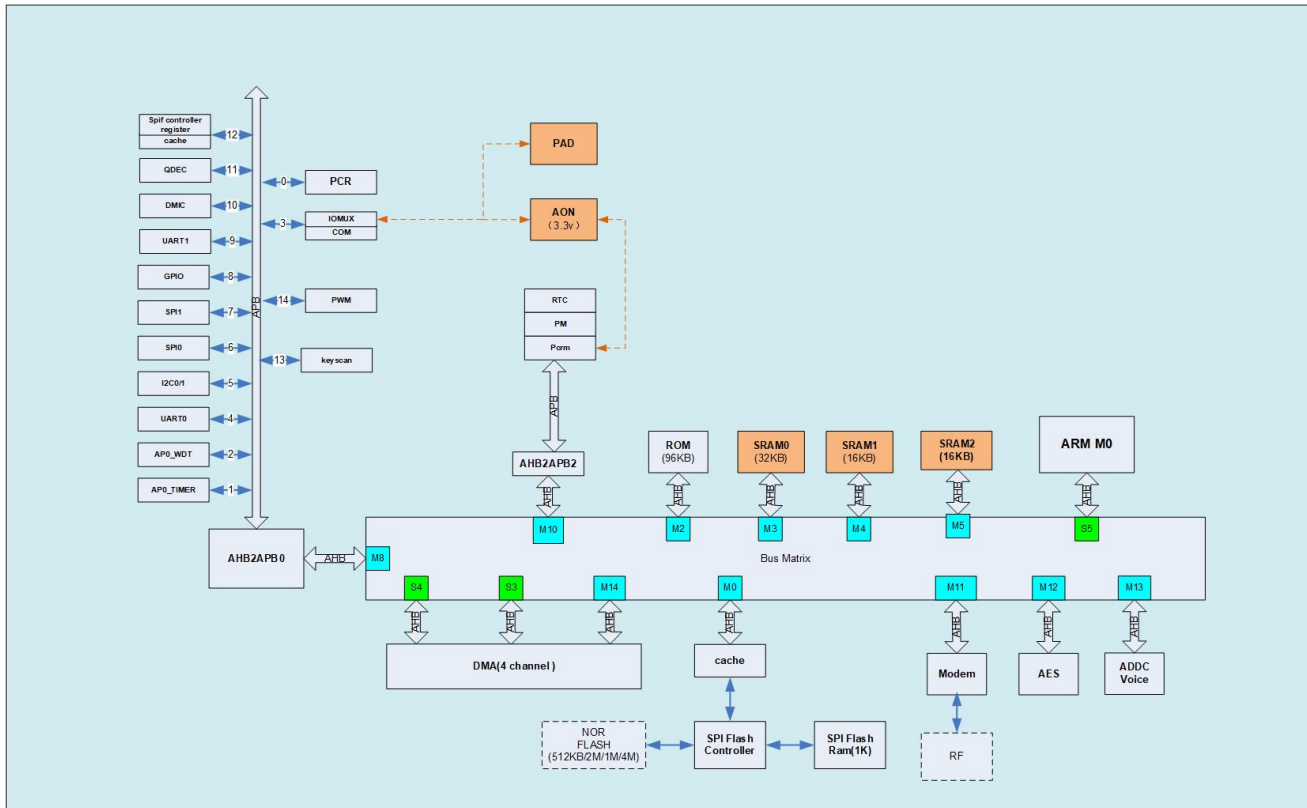 Spif controller
register
cache
12
QDEC
11
DMIC
10
UART1
9
GPIO
8
SPI1
7
SPI0
6
I2C0/1
5
UART0
4
AP0_WDT
2
AP0_TIMER
1
APB
0
PCR
3
IOMUX
COM
14
PWM
13
keyscan
PAD
AON
(3.3v)
RTC
PM
Pcrm
APB
AHB2APB2
AHB
ROM
(96KB)
AHB
SRAM0
(32KB)
AHB
SRAM1
(16KB)
AHB
SRAM2
(16KB)
AHB
ARM M0
AHB
AHB2APB0
AHB
M8
M10
M2
M3
M4
M5
S5
Bus Matrix
S4
S3
M14
M0
M11
M12
M13
AHB
AHB
AHB
AHB
AHB
AHB
AHB
DMA(4 channel )
cache
Modem
AES
ADDC
Voice
NOR
FLASH
(512KB/2M/1M/4M)
SPI Flash
Controller
SPI Flash
Ram(1K)
RF